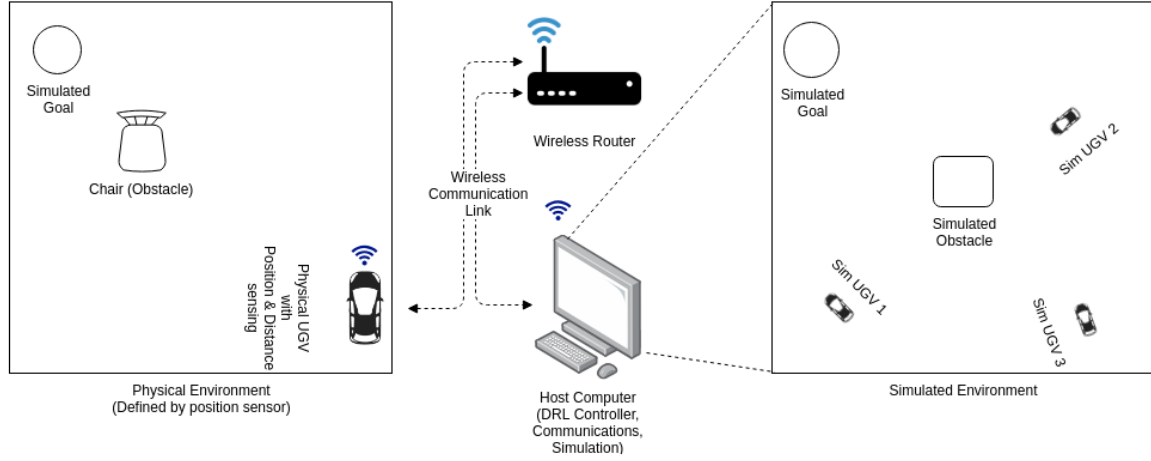 Simulated
Goal
Chair (Obstacle)
Physical UGV
with
Position & Distance
sensing
Physical Environment
(Defined by position sensor)
Wireless Router
Wireless
Communication
Link
Host Computer
(DRL Controller,
Communications,
Simulation)
Simulated
Goal
Sim UGV 2
Simulated
Obstacle
Sim UGV 1
Sim UGV 3
Simulated Environment